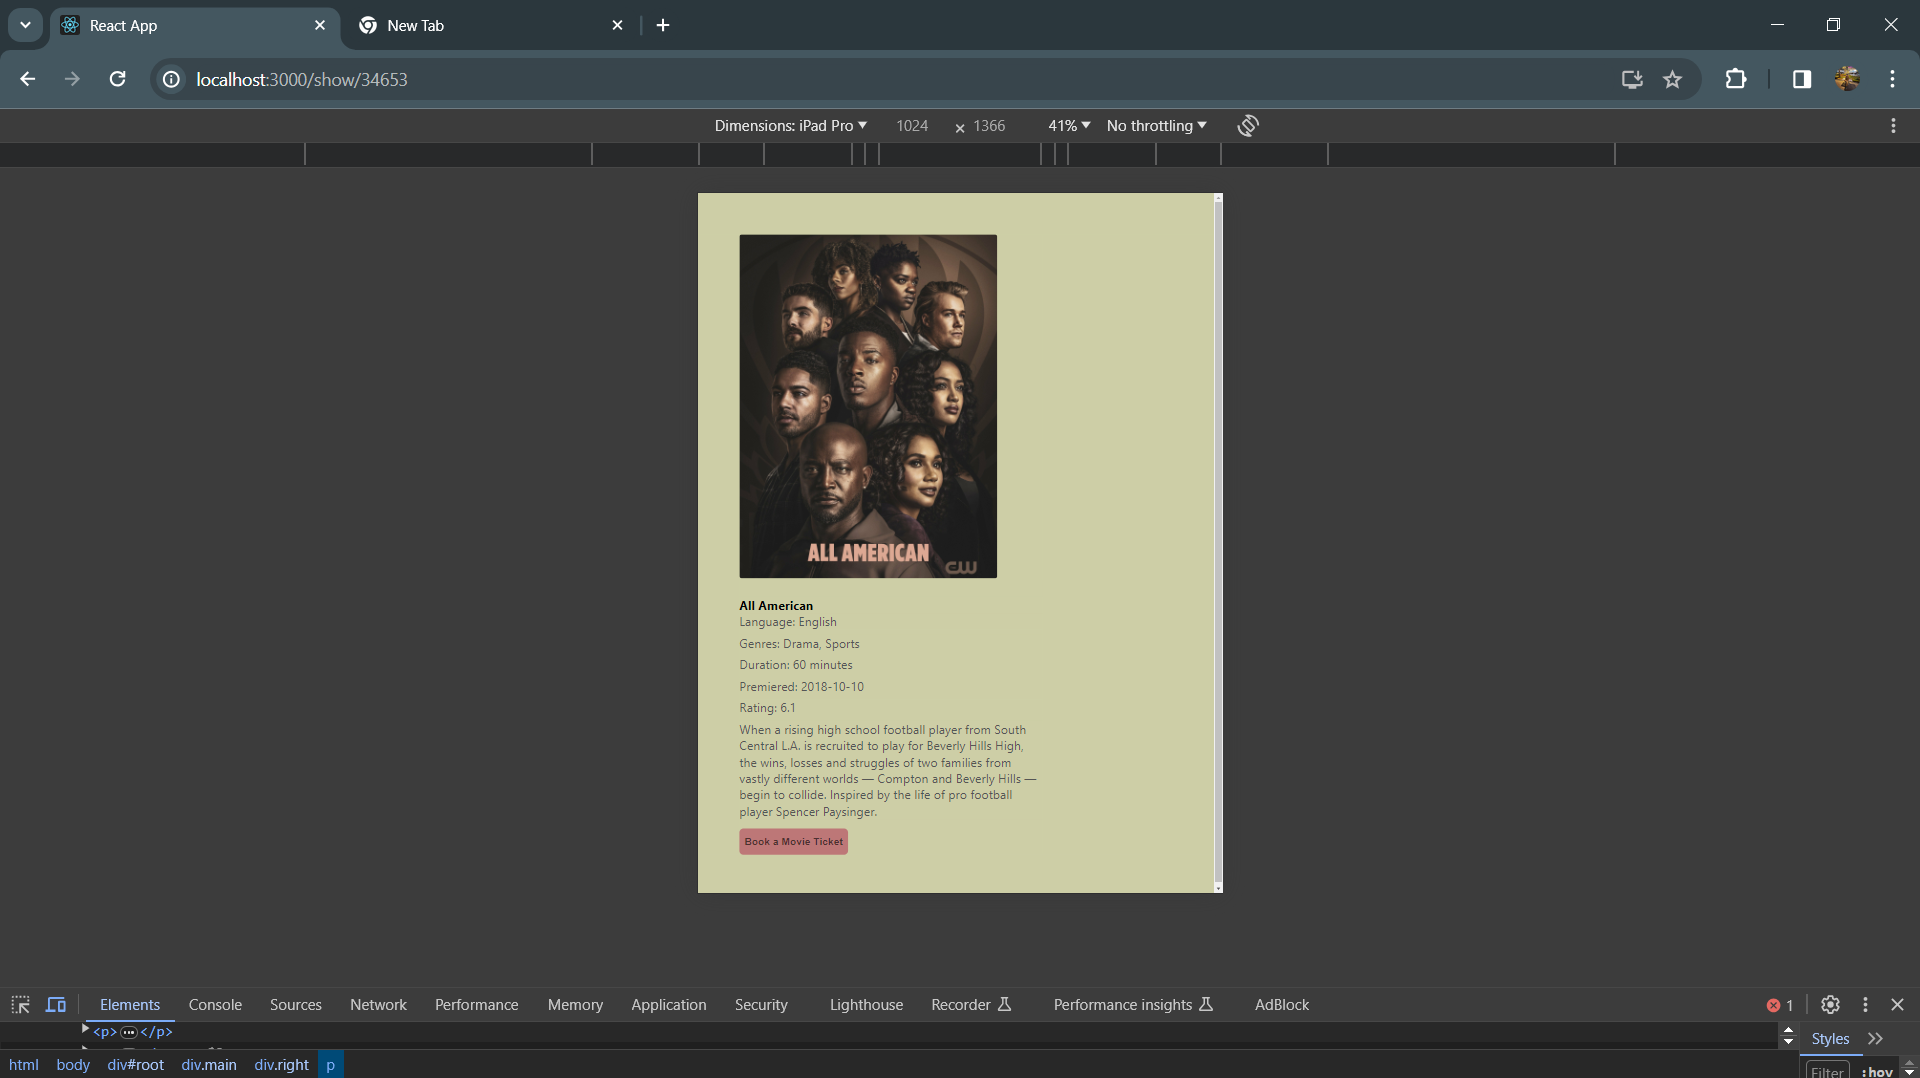 React App
New Tab
localhost:3000/show/34653
Dimensions: iPad Pro 1024 × 1366 41% No throttling
ALL AMERICAN
CW
All American
Language: English
Genres: Drama, Sports
Duration: 60 minutes
Premiered: 2018-10-10
Rating: 6.1
When a rising high school football player from South
Central L.A. is recruited to play for Beverly Hills High,
the wins, losses and struggles of two families from
vastly different worlds — Compton and Beverly Hills —
begin to collide. Inspired by the life of pro football
player Spencer Paysinger.
Book a Movie Ticket
Elements Console Sources Network Performance Memory Application Security Lighthouse Recorder Performance insights AdBlock 1
<p>…</p>
Styles
html body div#root div.main div.right p
Filter :hov